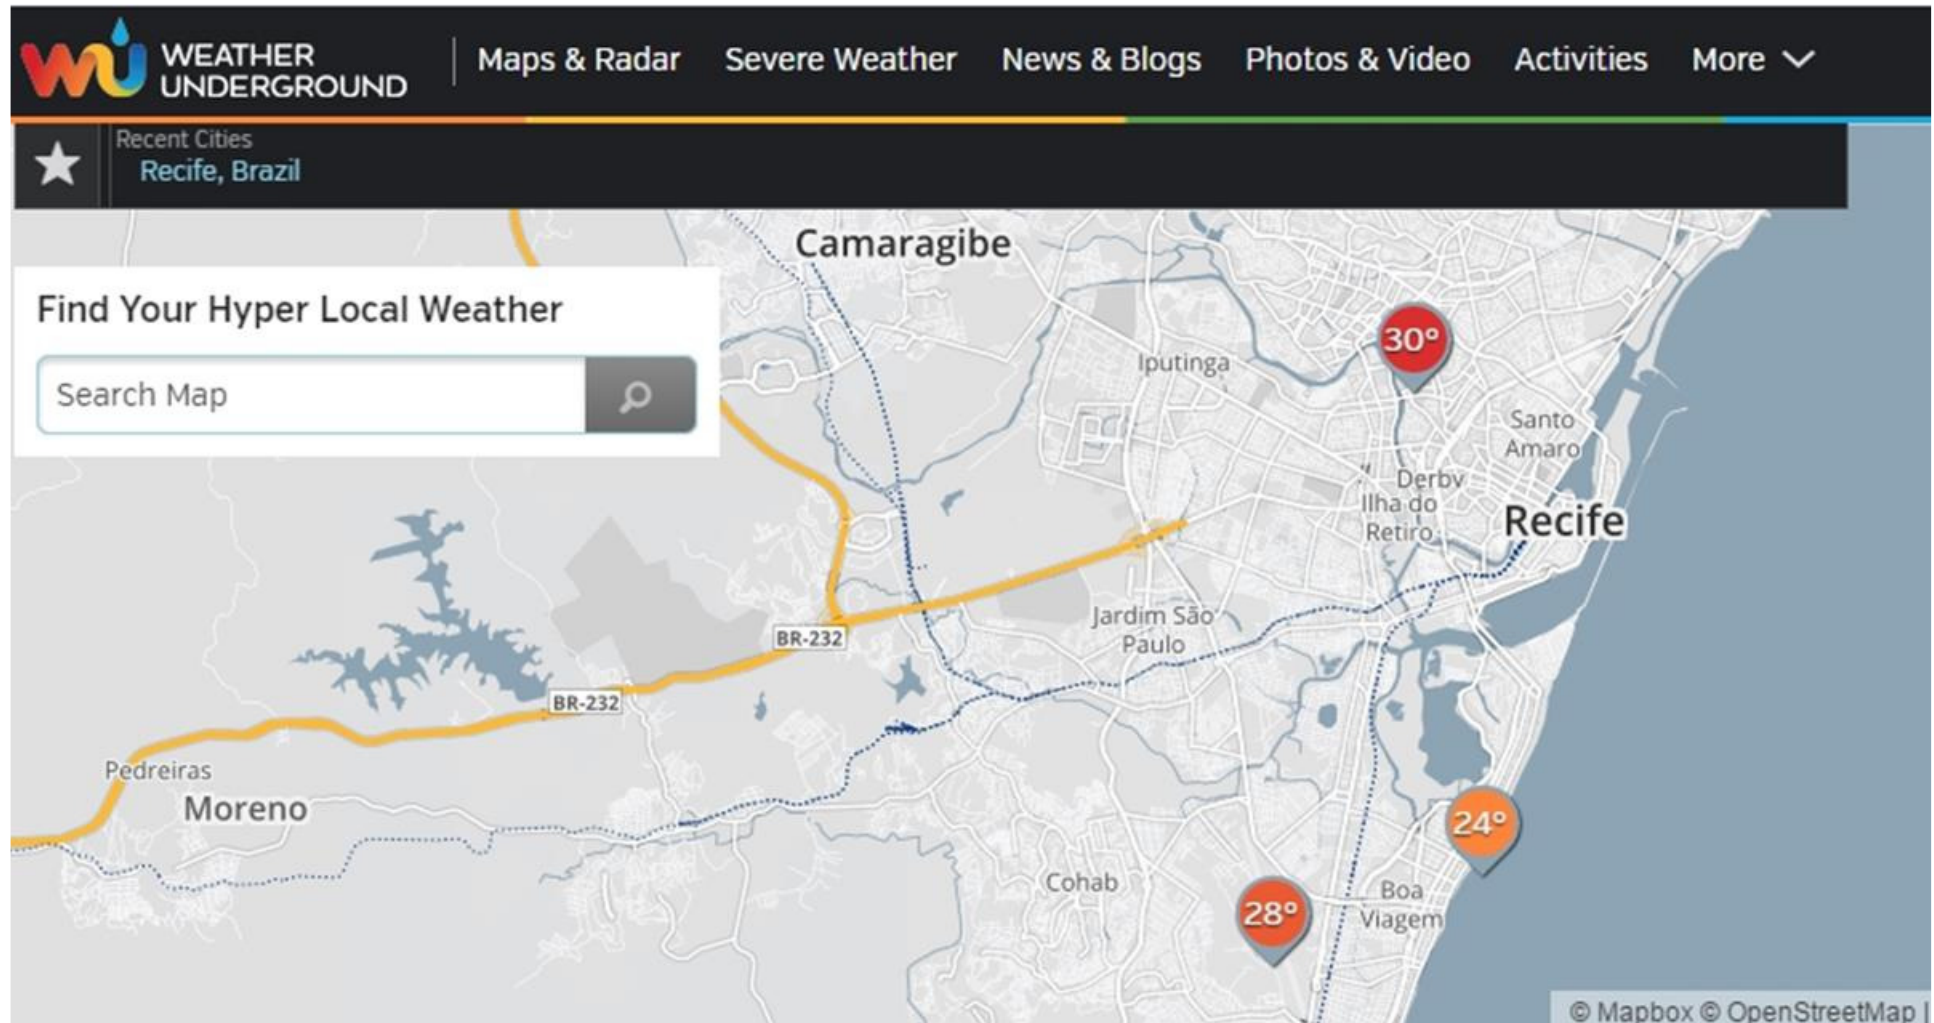 WU
WEATHER
UNDERGROUND
Maps & Radar
Severe Weather
News & Blogs
Photos & Video
Activities
More
Recent Cities
Recife, Brazil
Camaragibe
Find Your Hyper Local Weather
Search Map
30°
Iputinga
Santo
Amaro
Derby
Ilha do
Retiro
Recife
Jardim São
Paulo
BR-232
BR-232
Pedreiras
Moreno
24°
Cohab
Boa
Viagem
28°
© Mapbox © OpenStreetMap |